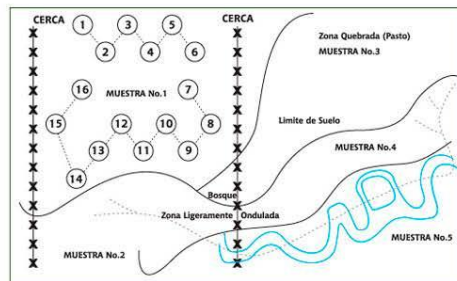 CERCA
CERCA
1
3
5
2
4
6
Zona Quebrada (Pasto)
MUESTRA No.3
16
MUESTRA No.1
7
15
12
10
8
Limite de Suelo
13
11
9
MUESTRA No.4
14
Bosque
Zona Ligeramente Ondulada
MUESTRA No.2
MUESTRA No.5